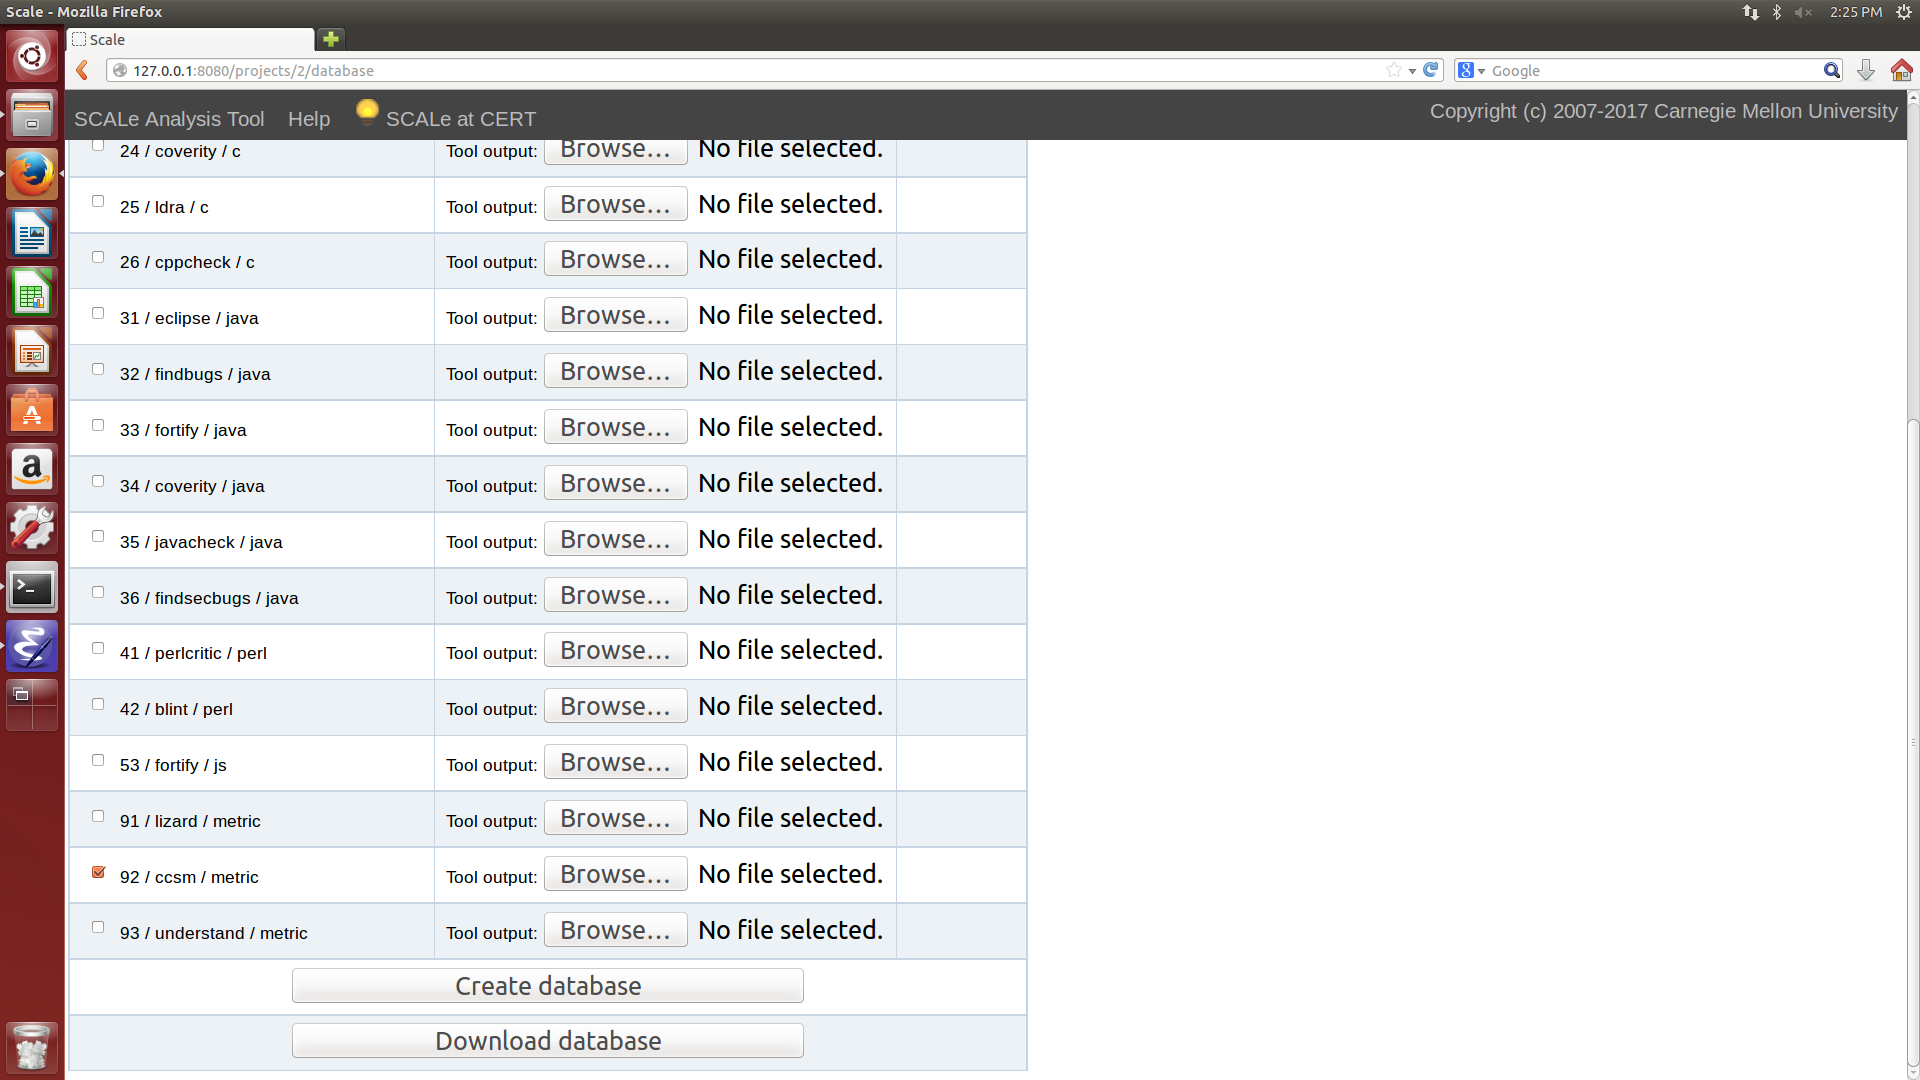 Scale - Mozilla Firefox
2:25 PM
Scale
127.0.0.1:8080/projects/2/database
Google
SCALe Analysis Tool Help SCALe at CERT
Copyright (c) 2007-2017 Carnegie Mellon University
24 / coverity / c Tool output: Browse... No file selected.
25 / ldra / c Tool output: Browse... No file selected.
26 / cppcheck / c Tool output: Browse... No file selected.
31 / eclipse / java Tool output: Browse... No file selected.
32 / findbugs / java Tool output: Browse... No file selected.
33 / fortify / java Tool output: Browse... No file selected.
34 / coverity / java Tool output: Browse... No file selected.
35 / javacheck / java Tool output: Browse... No file selected.
36 / findsecbugs / java Tool output: Browse... No file selected.
41 / perlcritic / perl Tool output: Browse... No file selected.
42 / blint / perl Tool output: Browse... No file selected.
53 / fortify / js Tool output: Browse... No file selected.
91 / lizard / metric Tool output: Browse... No file selected.
92 / ccsm / metric Tool output: Browse... No file selected.
93 / understand / metric Tool output: Browse... No file selected.
Create database
Download database